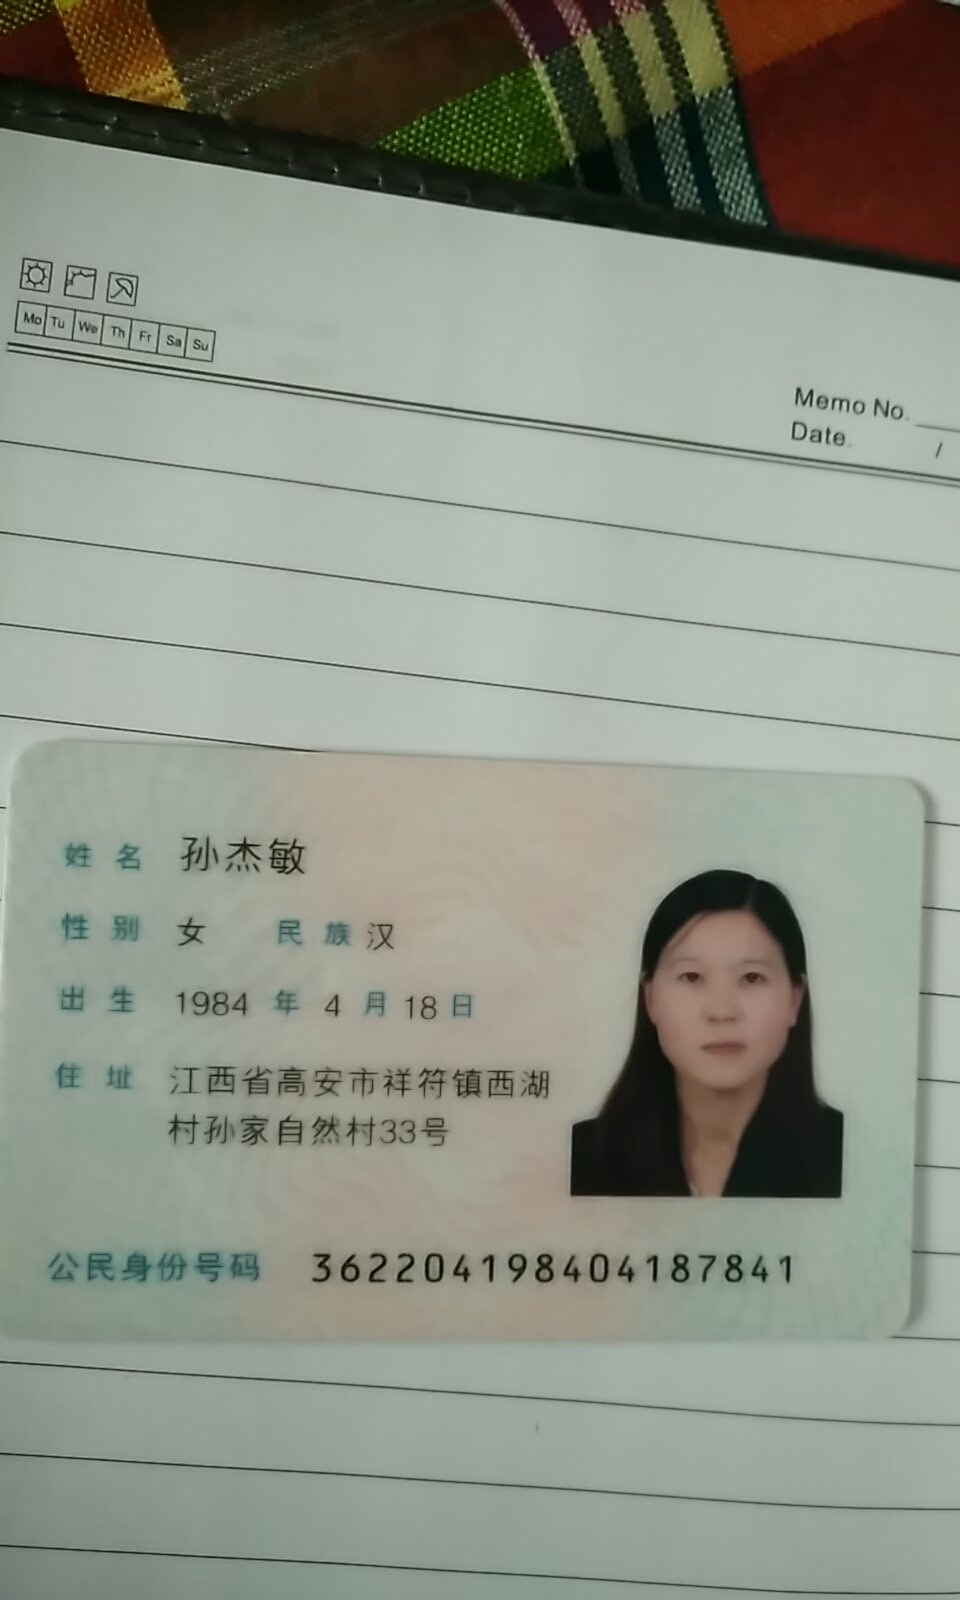 Mo Tu We Th Fr Sa Su
Memo No.
Date. /
姓名 孙杰敏
性别 女 民族 汉
出生 1984 年 4 月 18 日
住址 江西省高安市祥符镇西湖
村孙家自然村33号
公民身份号码 362204198404187841